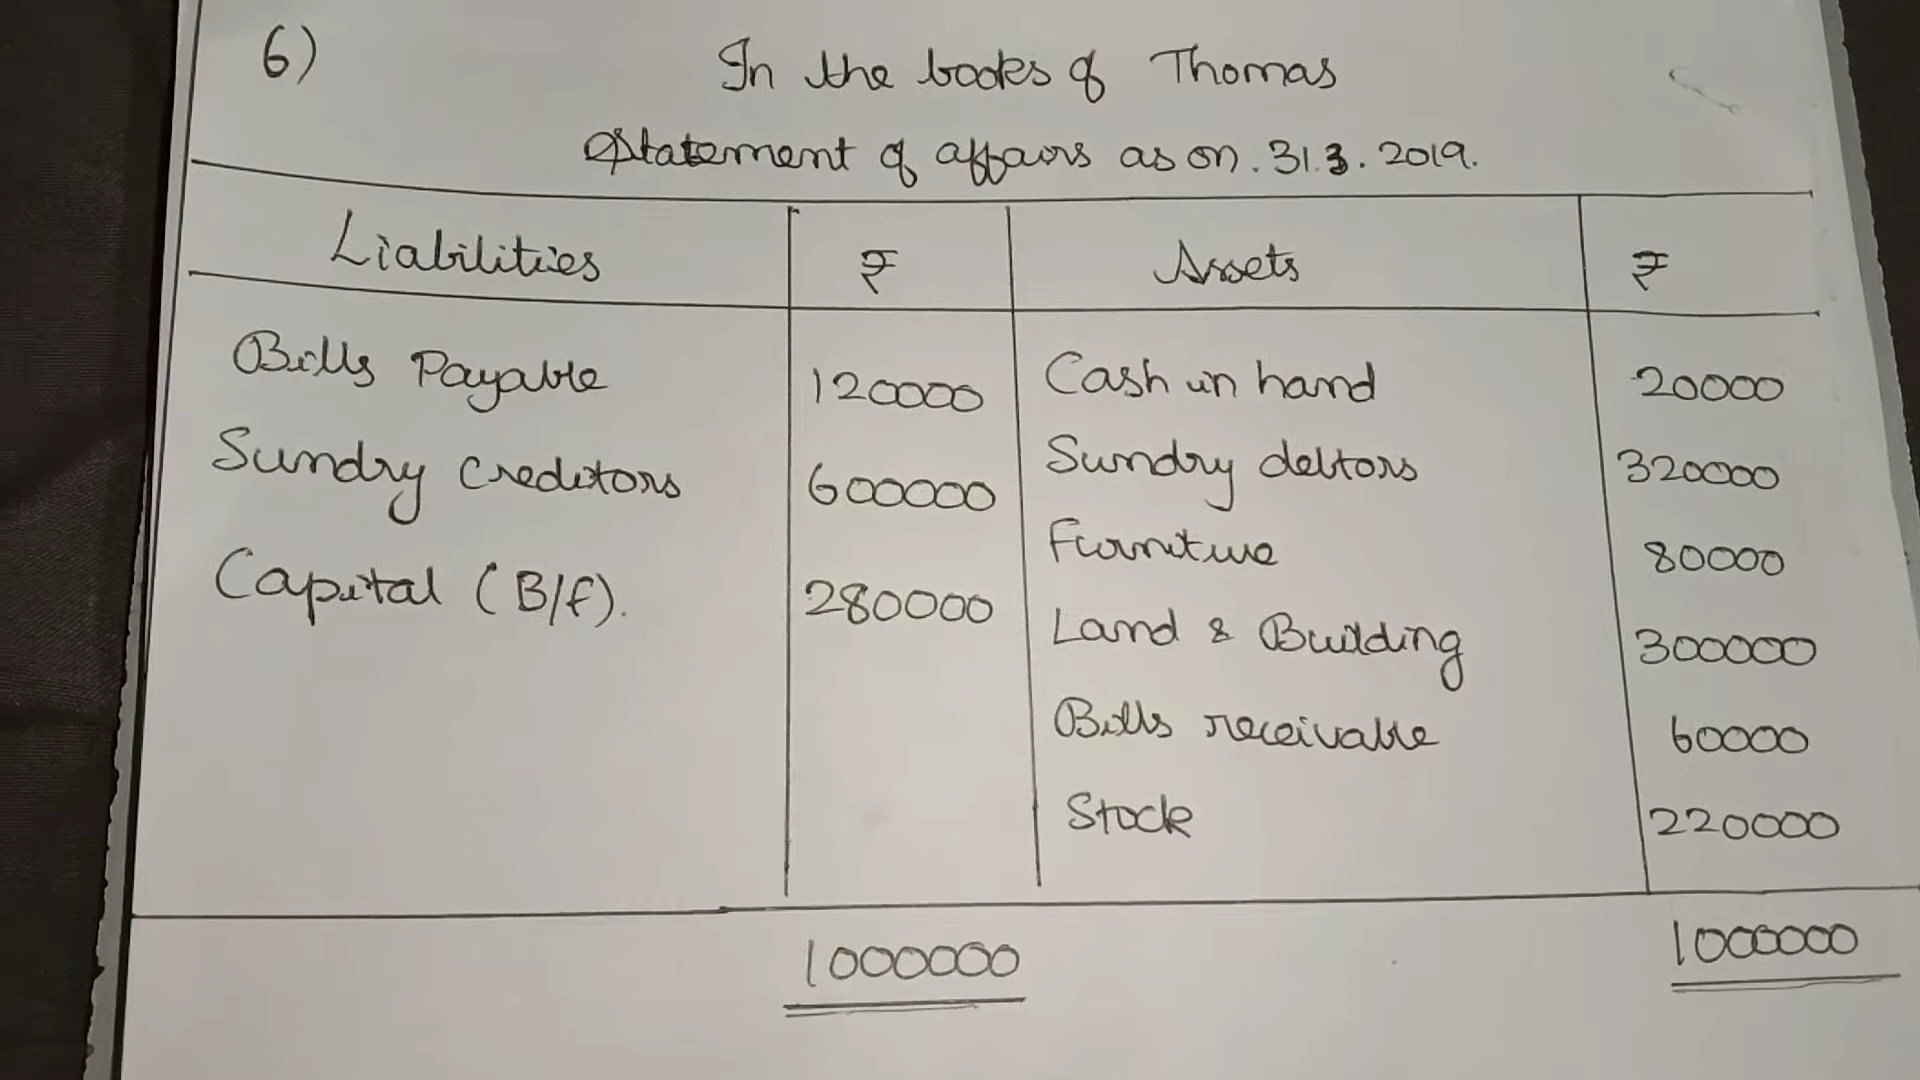 6) In the books of Thomas
Statement of affairs as on. 31.3.2019.
Liabilities ₹ Assets ₹
Bills Payable 120000 Cash in hand 20000
Sundry Creditors 600000 Sundry debtors 320000
Furniture 80000
Capital (B/f). 280000 Land & Building 300000
Bills receivable 60000
Stock 220000
1000000 1000000